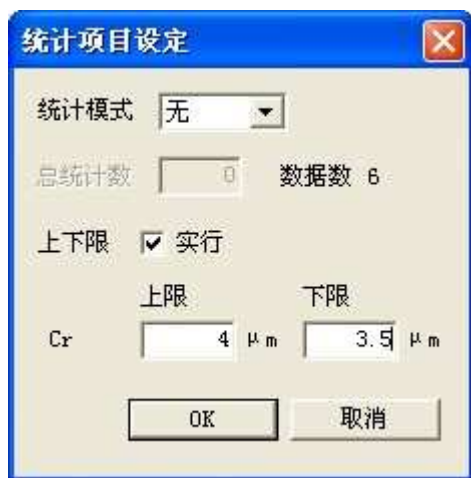 统计项目设定
统计模式 无
总统计数 0 数据数 6
上下限 实行
上限 下限
Cr 4 μm 3.5 μm
OK 取消